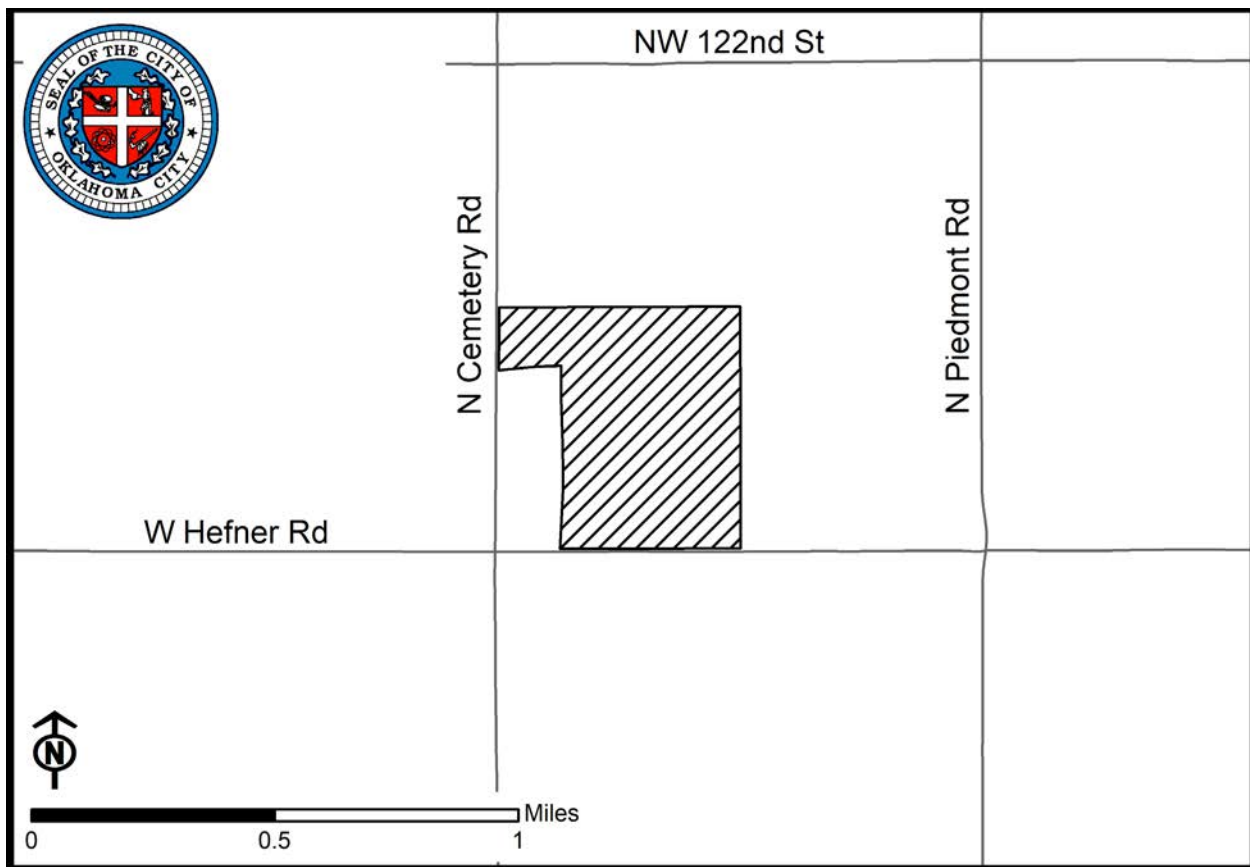 SEAL OF THE CITY OF
OKLAHOMA CITY
NW 122nd St
N Cemetery Rd
N Piedmont Rd
W Hefner Rd
N
Miles
0 0.5 1